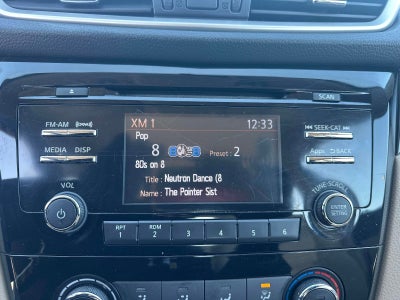 SCAN
FM-AM
XM 1
12:33
SEEK-CAT
Pop
MEDIA DISP
8
Preset : 2
Apps BACK
80s on 8
VOL
Title : Neutron Dance (8
TUNE-SCROLL
Name : The Pointer Sist
ENTER
SETTING
RPT
1
RDM
2
3
4
5
6